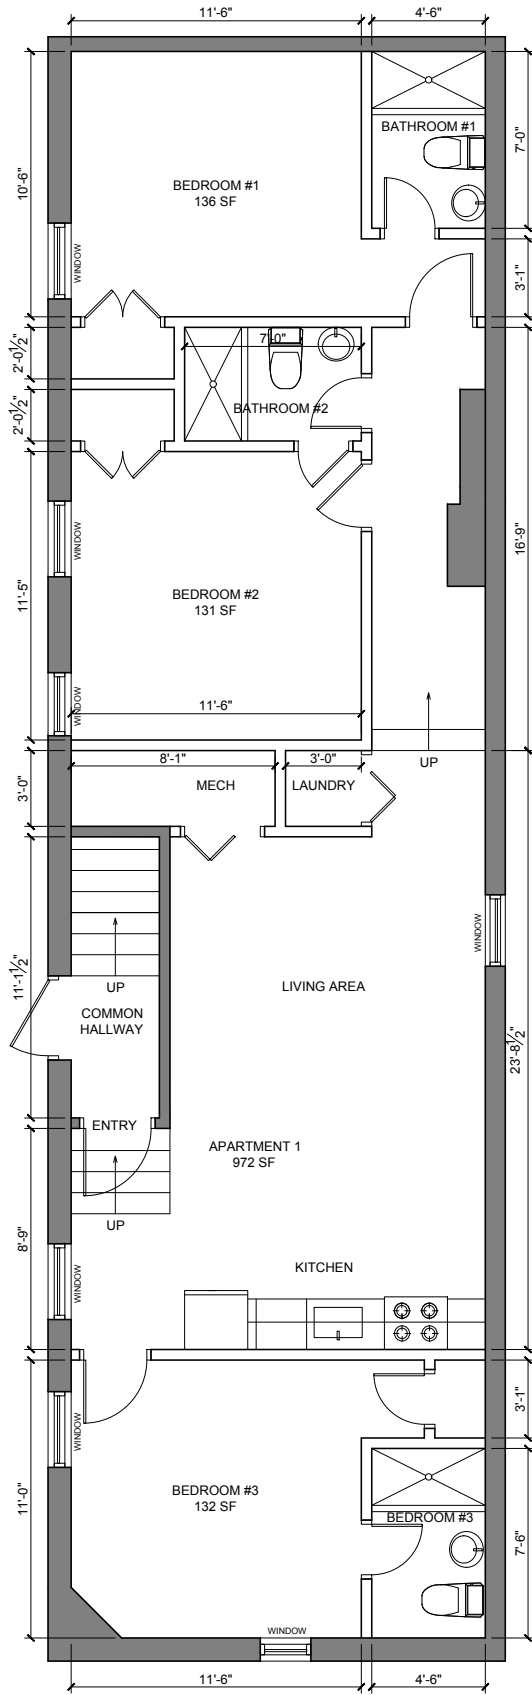 11'-6"
4'-6"
BATHROOM #1
7'-0"
10'-6"
BEDROOM #1
136 SF
WINDOW
3'-1"
2'-0½"
7'-0"
2'-0½"
BATHROOM #2
16'-9"
WINDOW
BEDROOM #2
131 SF
11'-5"
WINDOW
11'-6"
8'-1"
3'-0"
UP
3'-0"
MECH
LAUNDRY
WINDOW
UP
LIVING AREA
11'-1½"
COMMON
HALLWAY
23'-8½"
ENTRY
APARTMENT 1
972 SF
UP
8'-9"
WINDOW
KITCHEN
3'-1"
WINDOW
BEDROOM #3
132 SF
11'-0"
BEDROOM #3
7'-6"
WINDOW
11'-6"
4'-6"